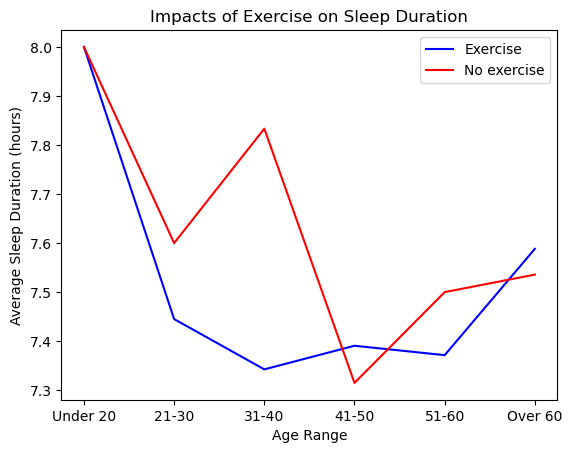 Impacts of Exercise on Sleep Duration
Exercise
No exercise
Average Sleep Duration (hours)
8.0
7.9
7.8
7.7
7.6
7.5
7.4
7.3
Under 20 21-30 31-40 41-50 51-60 Over 60
Age Range